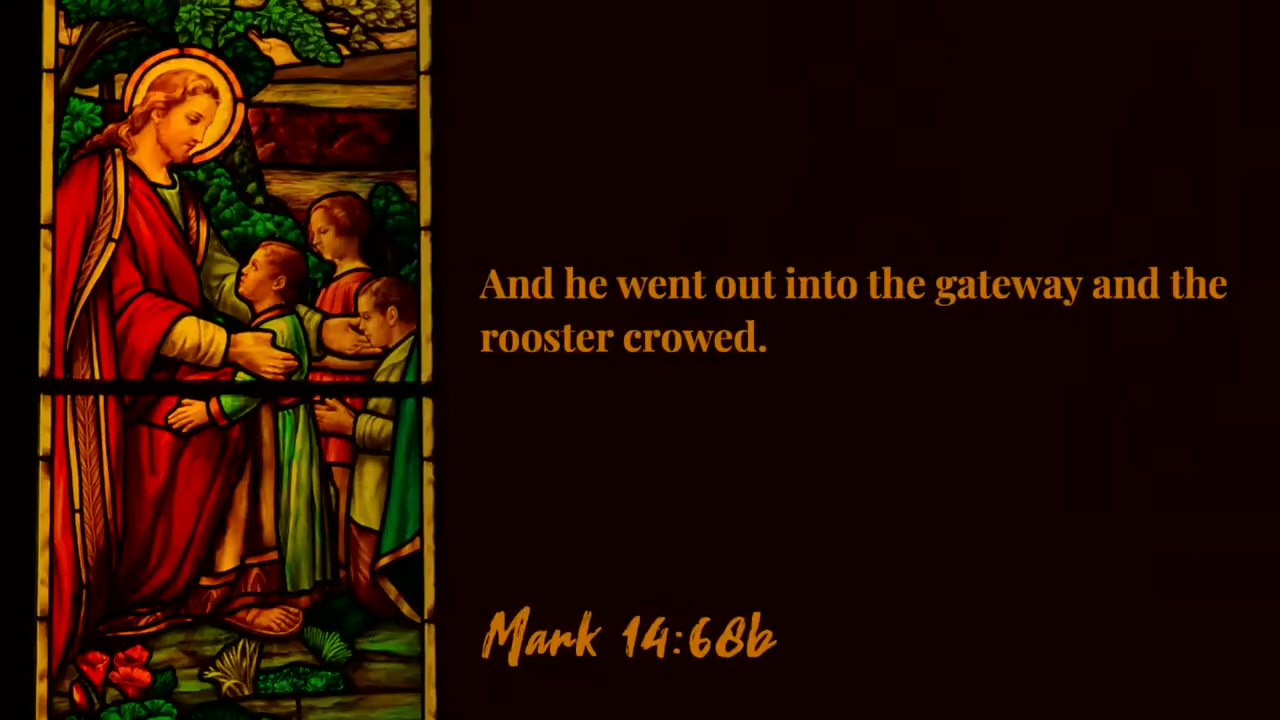 And he went out into the gateway and the
rooster crowed.
Mark 14:68b